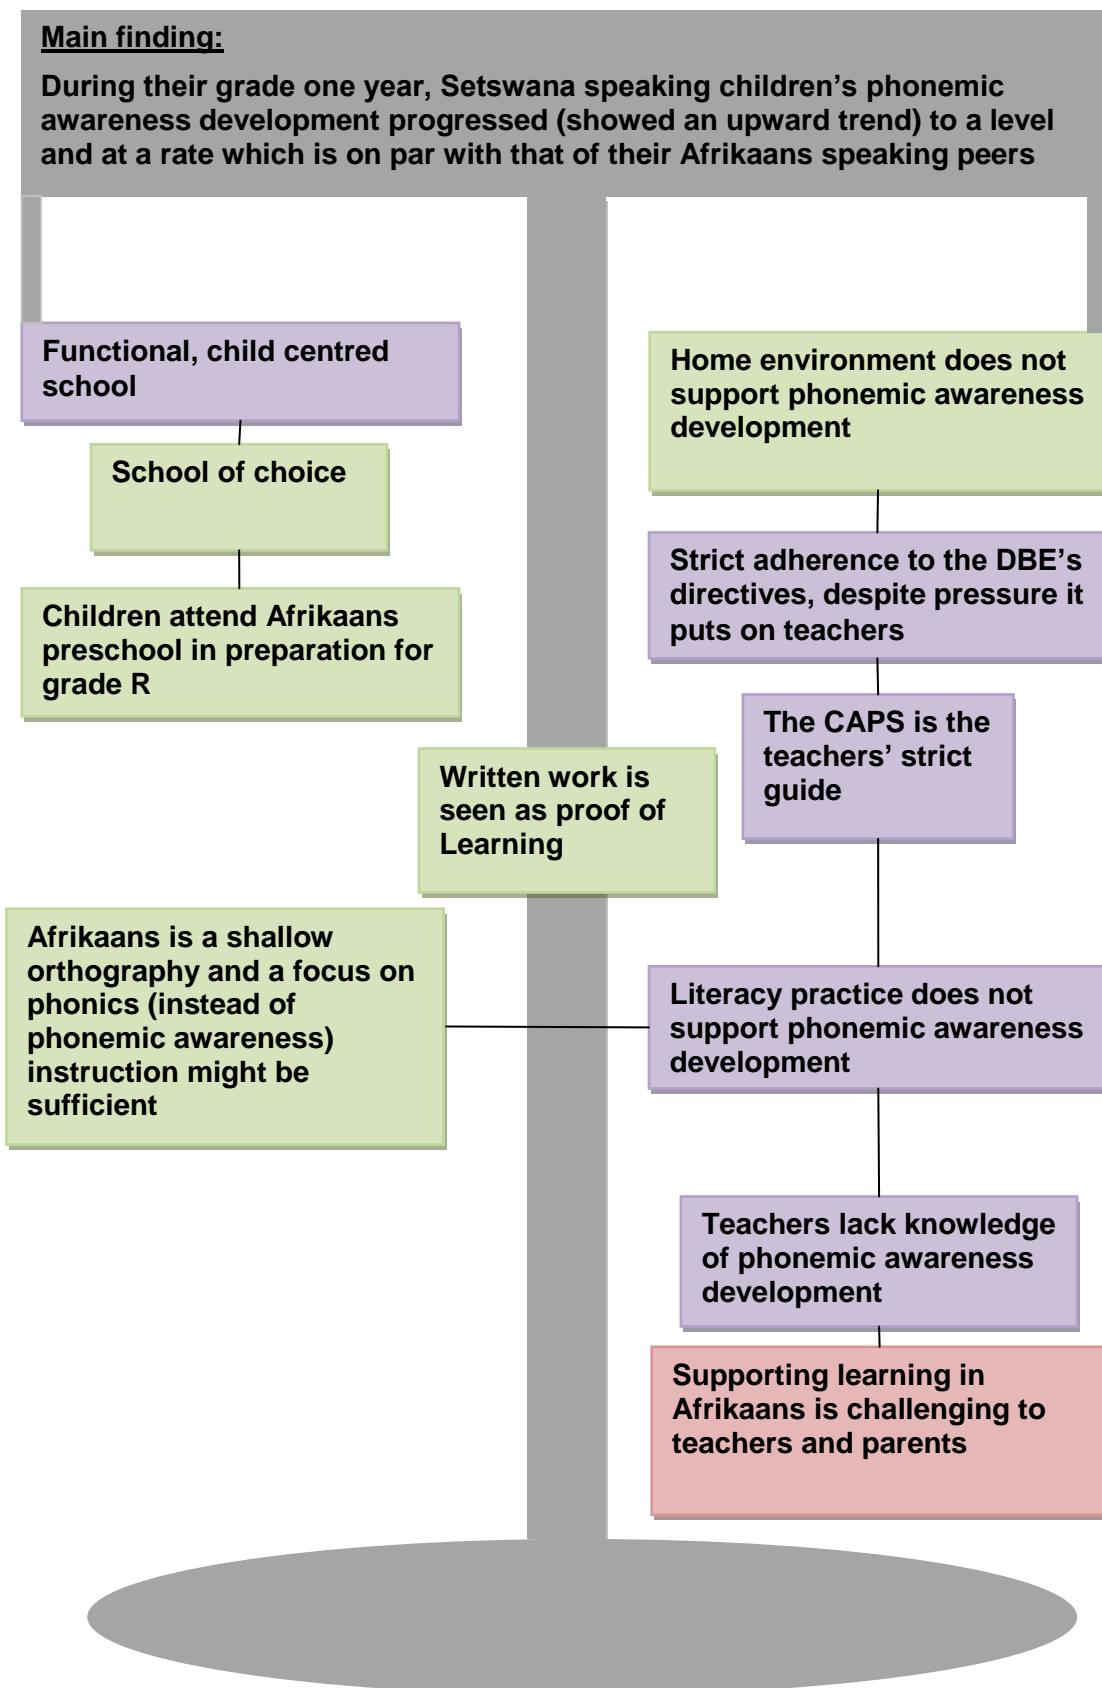 Main finding:
During their grade one year, Setswana speaking children’s phonemic
awareness development progressed (showed an upward trend) to a level
and at a rate which is on par with that of their Afrikaans speaking peers
Functional, child centred
school
School of choice
Children attend Afrikaans
preschool in preparation for
grade R
Home environment does not
support phonemic awareness
development
Strict adherence to the DBE’s
directives, despite pressure it
puts on teachers
The CAPS is the
teachers’ strict
guide
Written work is
seen as proof of
Learning
Afrikaans is a shallow
orthography and a focus on
phonics (instead of
phonemic awareness)
instruction might be
sufficient
Literacy practice does not
support phonemic awareness
development
Teachers lack knowledge
of phonemic awareness
development
Supporting learning in
Afrikaans is challenging to
teachers and parents